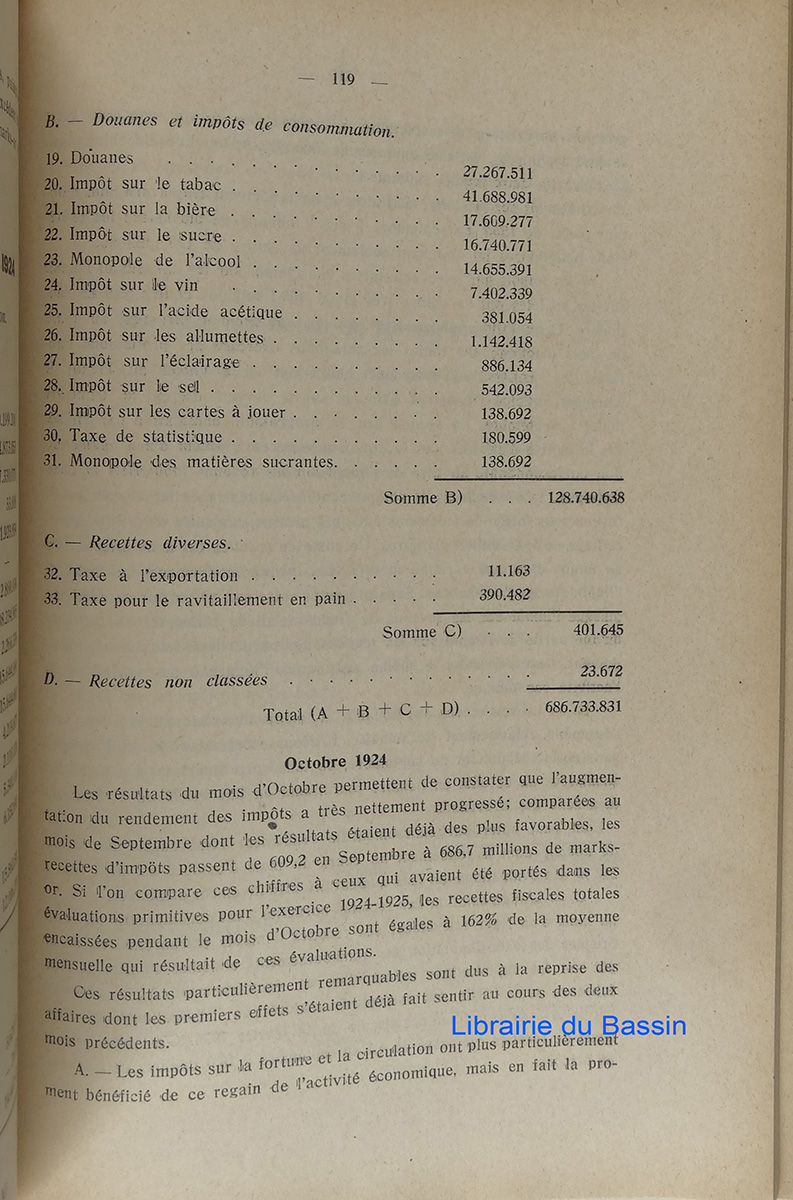 — 119 —
B. — Douanes et impôts de consommation.
19. Douanes . . . . . . . . . . . . 27.267.511
20. Impôt sur le tabac . . . . . . . . . . 41.688.981
21. Impôt sur la bière . . . . . . . . . . 17.609.277
22. Impôt sur le sucre . . . . . . . . . . 16.740.771
23. Monopole de l'alcool . . . . . . . . . 14.655.391
24. Impôt sur le vin . . . . . . . . . . 7.402.339
25. Impôt sur l'acide acétique . . . . . . . . 381.054
26. Impôt sur les allumettes . . . . . . . . 1.142.418
27. Impôt sur l'éclairage . . . . . . . . . 886.134
28. Impôt sur le sel . . . . . . . . . . . 542.093
29. Impôt sur les cartes à jouer . . . . . . . 138.692
30. Taxe de statistique . . . . . . . . . . 180.599
31. Monopole des matières sucrantes. . . . . . 138.692
Somme B) . . . 128.740.638
C. — Recettes diverses.
32. Taxe à l'exportation . . . . . . . . . . 11.163
33. Taxe pour le ravitaillement en pain . . . . . 390.482
Somme C) . . . 401.645
D. — Recettes non classées . . . . . . . . . . . . . 23.672
Total (A + B + C + D) . . . . 686.733.831
Octobre 1924
Les résultats du mois d'Octobre permettent de constater que l'augmen-
tation du rendement des impôts a très nettement progressé; comparées au
mois de Septembre dont les résultats étaient déjà des plus favorables, les
recettes d'impôts passent de 609,2 en Septembre à 686,7 millions de marks-
or. Si l'on compare ces chiffres à ceux qui avaient été portés dans les
évaluations primitives pour l'exercice 1924-1925, les recettes fiscales totales
encaissées pendant le mois d'Octobre sont égales à 162% de la moyenne
mensuelle qui résultait de ces évaluations.
Ces résultats particulièrement remarquables sont dus à la reprise des
affaires dont les premiers effets s'étaient déjà fait sentir au cours des deux
mois précédents.
Librairie du Bassin
A. — Les impôts sur la fortune et la circulation ont plus particulièrement
ment bénéficié de ce regain de l'activité économique, mais en fait la pro-